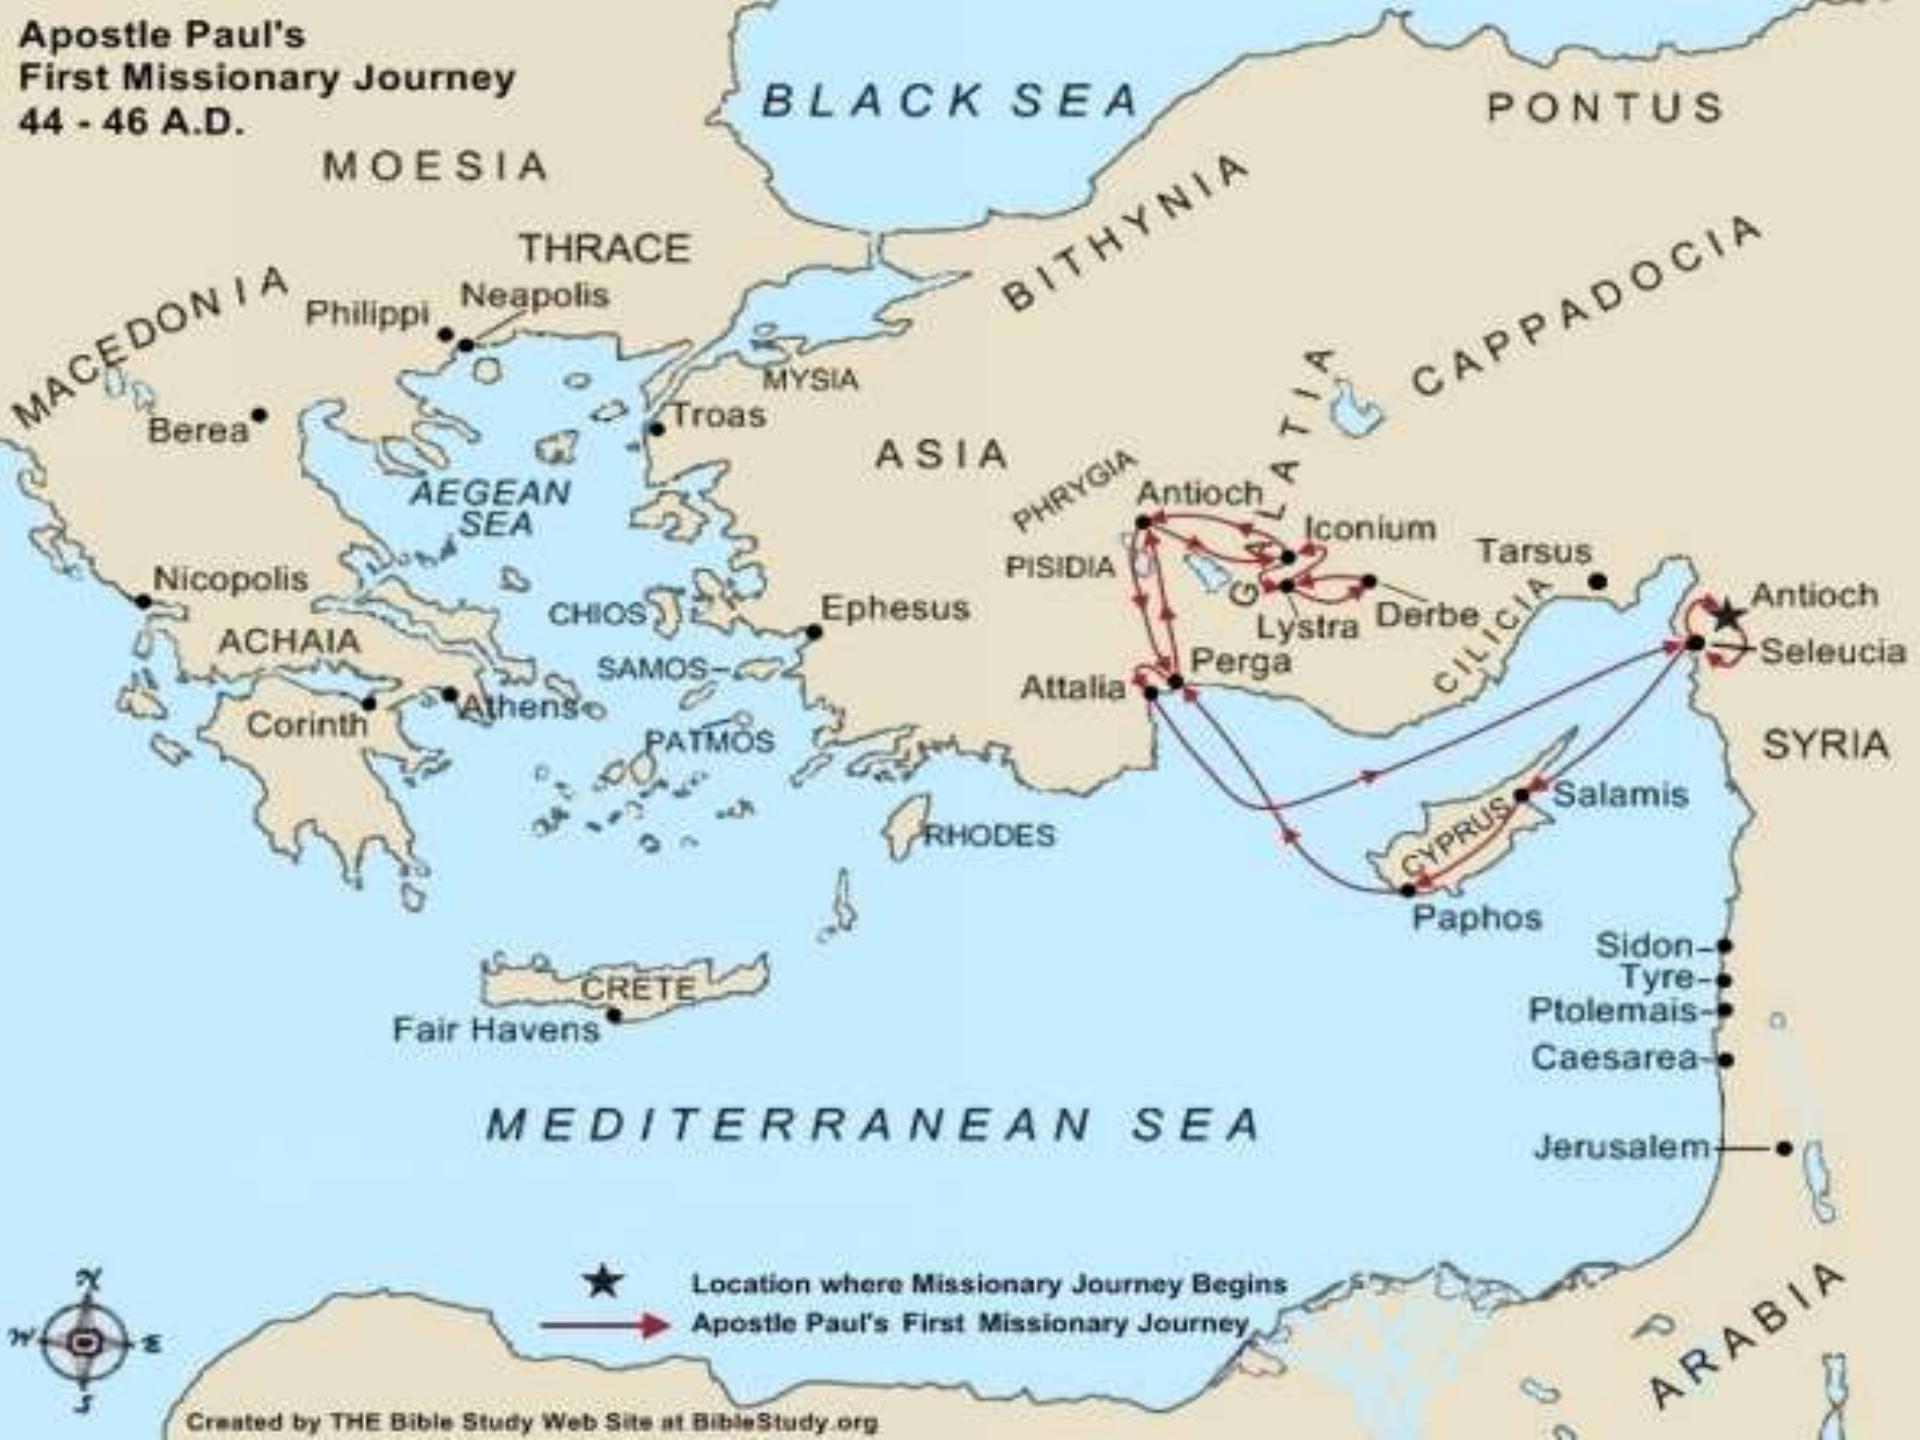 Apostle Paul's
First Missionary Journey
44 - 46 A.D.
BLACK SEA
PONTUS
MOESIA
BITHYNIA
THRACE
CAPPADOCIA
MACEDONIA
Neapolis
Philippi
MYSIA
GALATIA
Troas
Berea
ASIA
PHRYGIA
AEGEAN
SEA
Antioch
Iconium
Tarsus
PISIDIA
Nicopolis
CHIOS
Ephesus
Lystra
Derbe
CILICIA
Antioch
ACHAIA
SAMOS
Perga
Seleucia
Attalia
Athens
Corinth
PATMOS
SYRIA
Salamis
CYPRUS
RHODES
Paphos
Sidon
Tyre
CRETE
Ptolemais
Fair Havens
Caesarea
MEDITERRANEAN SEA
Jerusalem
ARABIA
N
W
E
S
Location where Missionary Journey Begins
Apostle Paul's First Missionary Journey
Created by THE Bible Study Web Site at BibleStudy.org